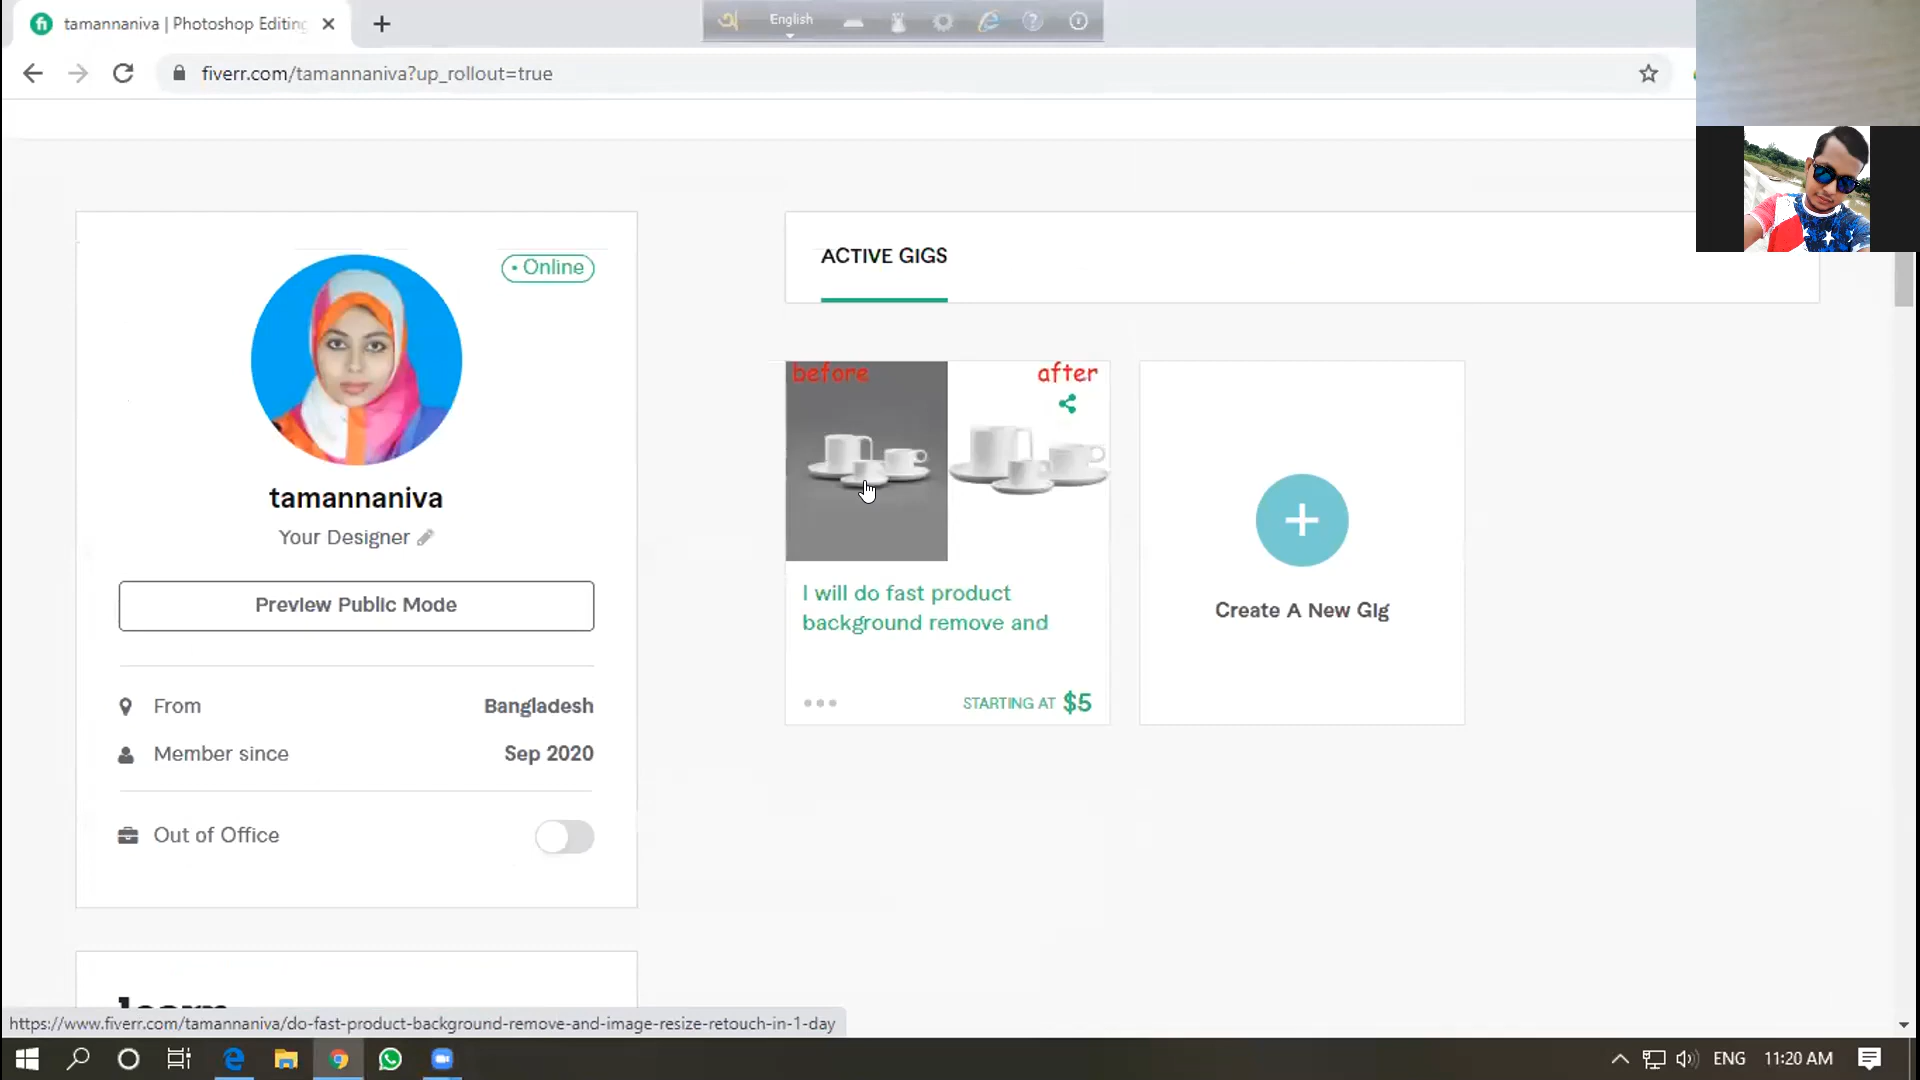 tamannaniva | Photoshop Editing
English
fiverr.com/tamannaniva?up_rollout=true
Online
tamannaniva
Your Designer
Preview Public Mode
From
Bangladesh
Member since
Sep 2020
Out of Office
ACTIVE GIGS
before
after
I will do fast product
background remove and
STARTING AT $5
Create A New Gig
https://www.fiverr.com/tamannaniva/do-fast-product-background-remove-and-image-resize-retouch-in-1-day
ENG
11:20 AM